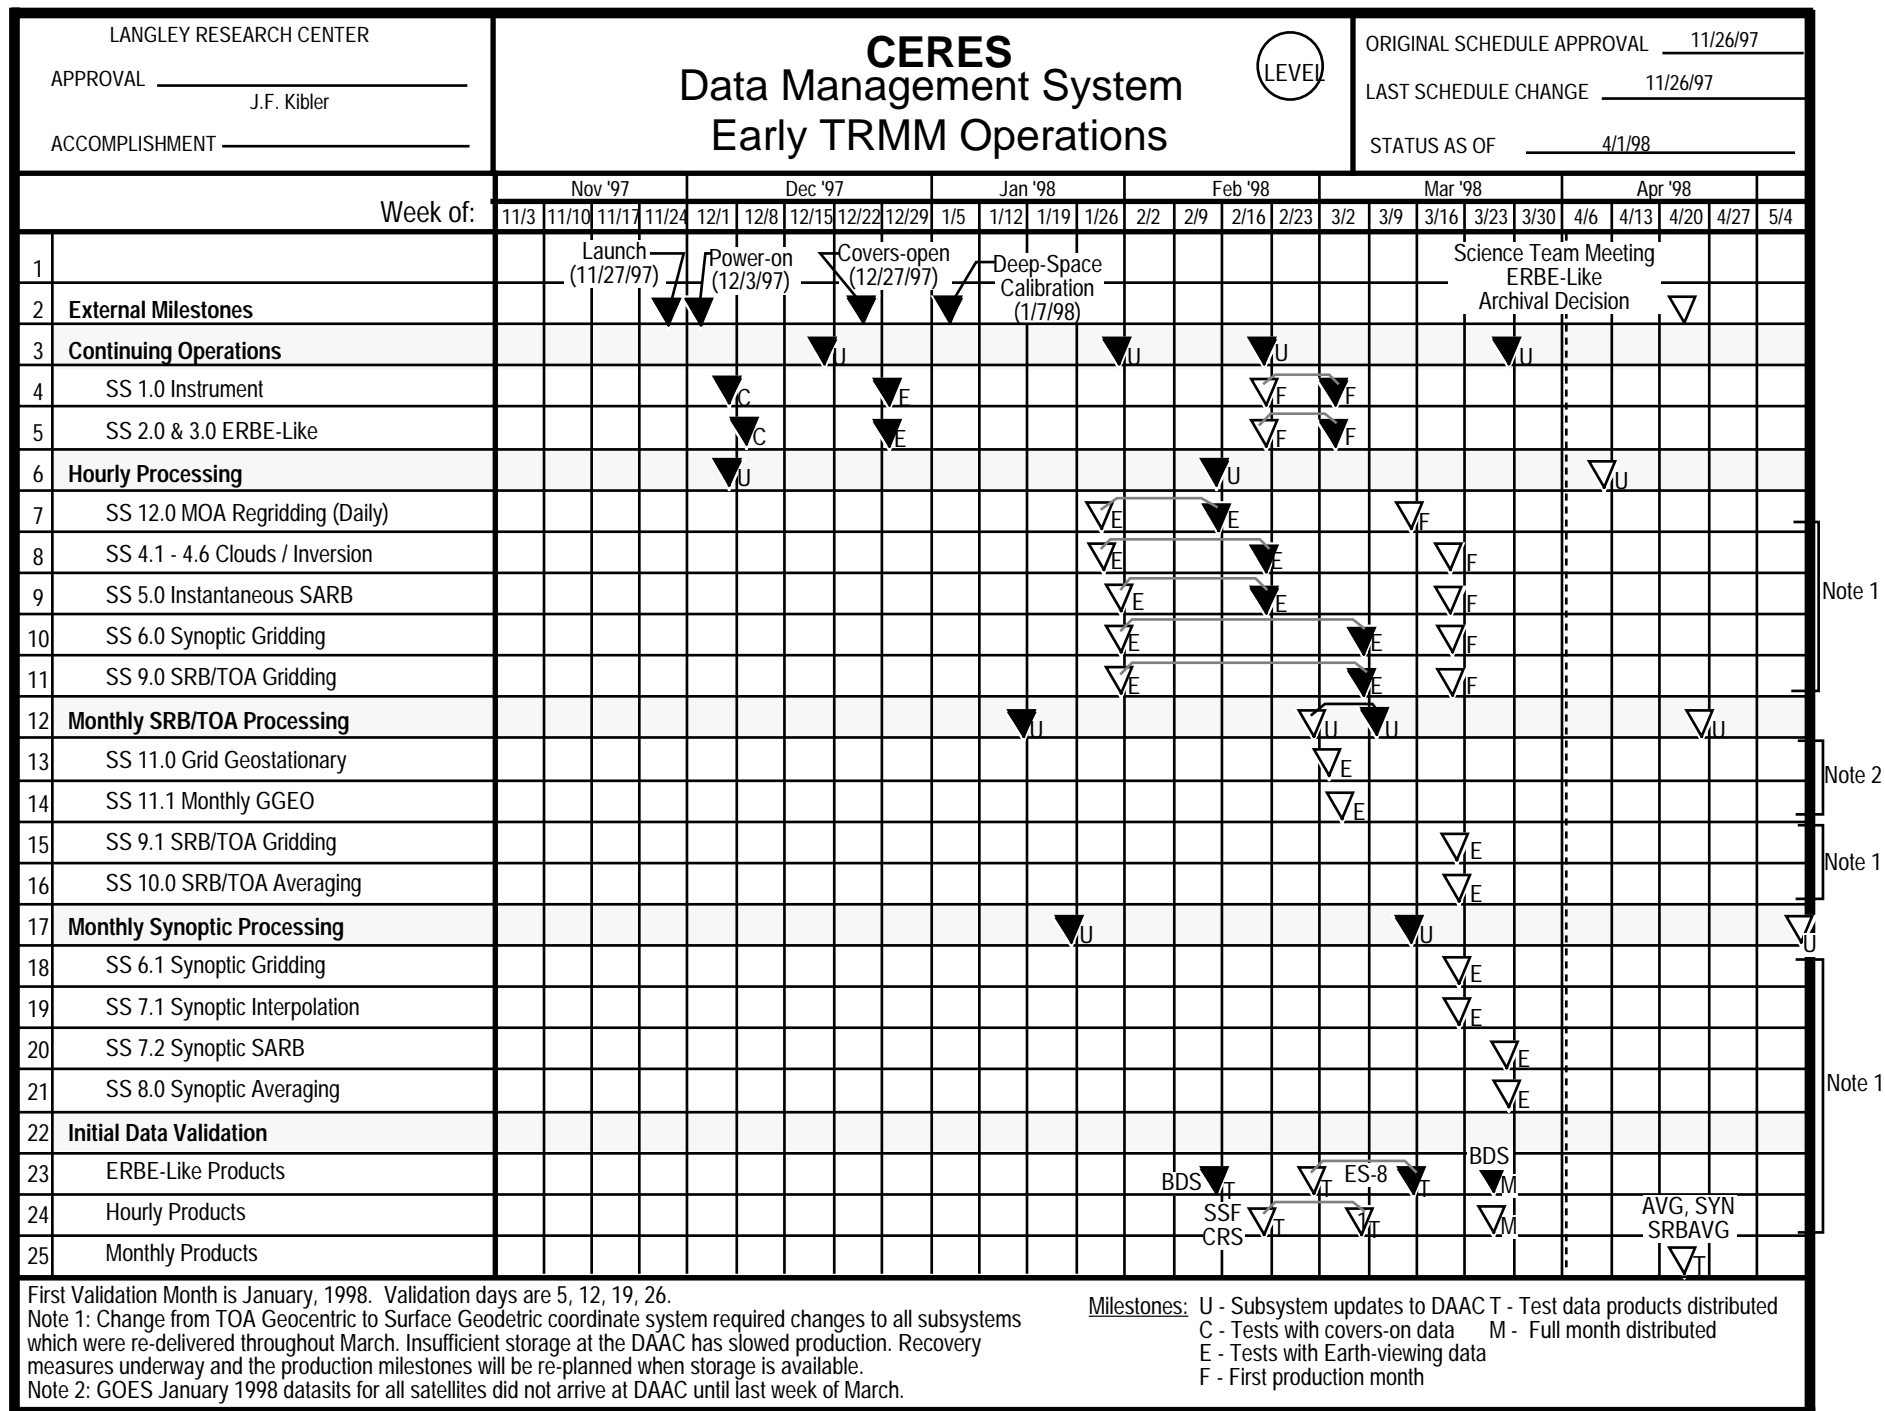 LANGLEY RESEARCH CENTER
APPROVAL
J.F. Kibler
ACCOMPLISHMENT
CERES
Data Management System
Early TRMM Operations
LEVEL
ORIGINAL SCHEDULE APPROVAL 11/26/97
LAST SCHEDULE CHANGE 11/26/97
STATUS AS OF 4/1/98
Nov '97 Dec '97 Jan '98 Feb '98 Mar '98 Apr '98
Week of: 11/3 11/10 11/17 11/24 12/1 12/8 12/15 12/22 12/29 1/5 1/12 1/19 1/26 2/2 2/9 2/16 2/23 3/2 3/9 3/16 3/23 3/30 4/6 4/13 4/20 4/27 5/4
1
Launch
(11/27/97)
Power-on
(12/3/97)
Covers-open
(12/27/97)
Deep-Space
Calibration
(1/7/98)
Science Team Meeting
ERBE-Like
Archival Decision
2 External Milestones
3 Continuing Operations U U U U
4 SS 1.0 Instrument C E F F
5 SS 2.0 & 3.0 ERBE-Like C E F F
6 Hourly Processing U U U
7 SS 12.0 MOA Regridding (Daily) E E F
8 SS 4.1 - 4.6 Clouds / Inversion E E F
9 SS 5.0 Instantaneous SARB E E F
Note 1
10 SS 6.0 Synoptic Gridding E E F
11 SS 9.0 SRB/TOA Gridding E E F
12 Monthly SRB/TOA Processing U U U U
13 SS 11.0 Grid Geostationary E
Note 2
14 SS 11.1 Monthly GGEO E
15 SS 9.1 SRB/TOA Gridding E
Note 1
16 SS 10.0 SRB/TOA Averaging E
17 Monthly Synoptic Processing U U U
18 SS 6.1 Synoptic Gridding E
19 SS 7.1 Synoptic Interpolation E
20 SS 7.2 Synoptic SARB E
21 SS 8.0 Synoptic Averaging E
Note 1
22 Initial Data Validation
23 ERBE-Like Products BDS T T ES-8 T BDS M
24 Hourly Products SSF CRS T 1 T M
AVG, SYN
SRBAVG
25 Monthly Products T
First Validation Month is January, 1998. Validation days are 5, 12, 19, 26.
Note 1: Change from TOA Geocentric to Surface Geodetric coordinate system required changes to all subsystems
which were re-delivered throughout March. Insufficient storage at the DAAC has slowed production. Recovery
measures underway and the production milestones will be re-planned when storage is available.
Note 2: GOES January 1998 datasits for all satellites did not arrive at DAAC until last week of March.
Milestones: U - Subsystem updates to DAAC T - Test data products distributed
C - Tests with covers-on data M - Full month distributed
E - Tests with Earth-viewing data
F - First production month